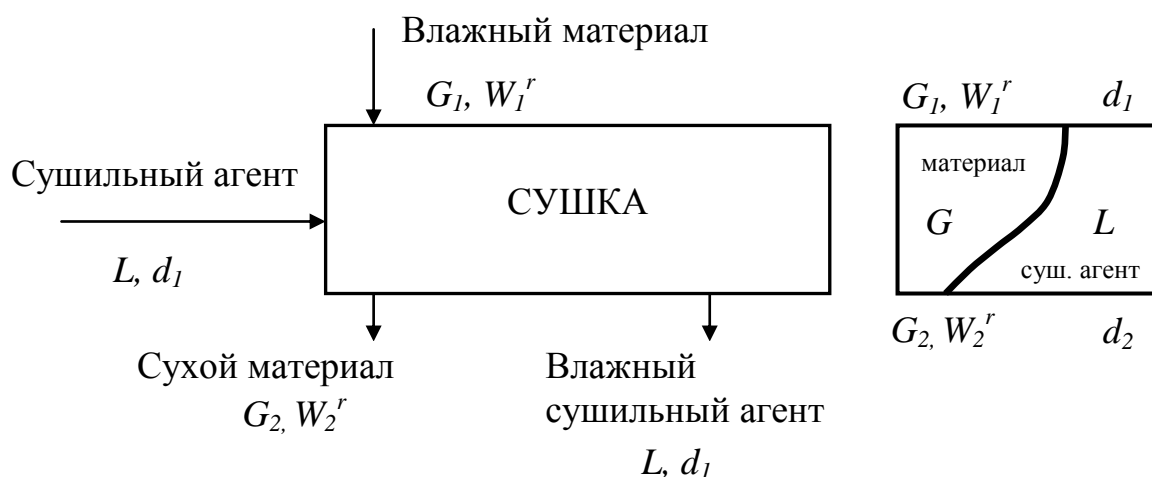 Влажный материал
G₁, W₁ʳ
Сушильный агент
L, d₁
СУШКА
Сухой материал
G₂, W₂ʳ
Влажный
сушильный агент
L, d₁
G₁, W₁ʳ d₁
материал
G L
суш. агент
G₂, W₂ʳ d₂